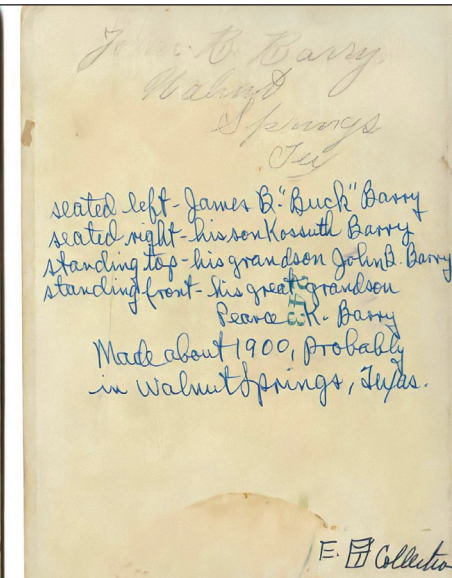 John B. Barry
Walnut
Springs
Tex
seated left - James B. "Buck" Barry
seated right - his son Kossuth Barry
standing top - his grandson John B. Barry
standing front - his great grandson
Pearce K. Barry
Made about 1900, probably
in Walnut Springs, Texas.
E. Collection